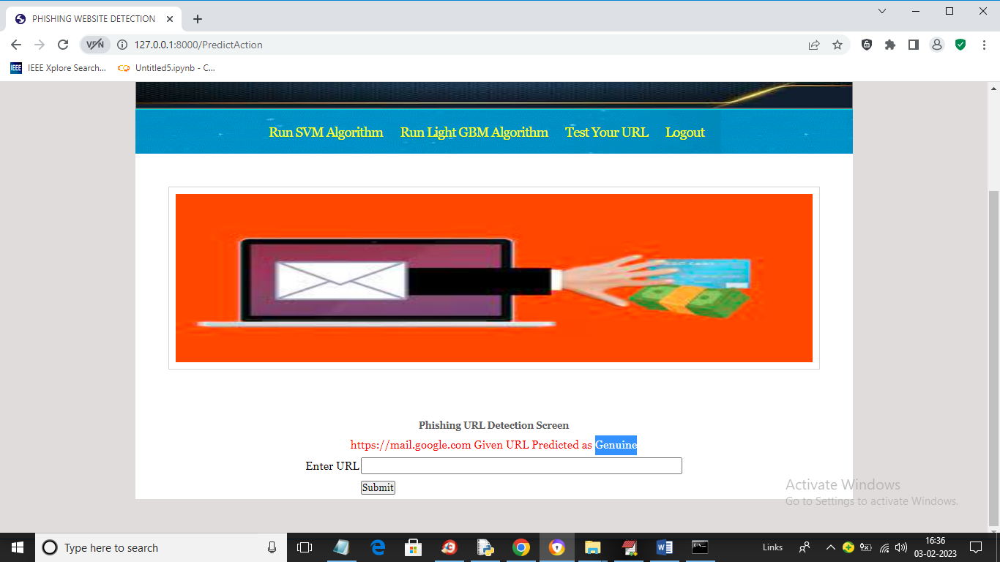 PHISHING WEBSITE DETECTION
VPN
127.0.0.1:8000/PredictAction
IEEE IEEE Xplore Search... Untitled5.ipynb - C...
Run SVM Algorithm Run Light GBM Algorithm Test Your URL Logout
Phishing URL Detection Screen
https://mail.google.com Given URL Predicted as Genuine
Enter URL
Submit
Activate Windows
Go to Settings to activate Windows.
Type here to search
Links
16:36
03-02-2023